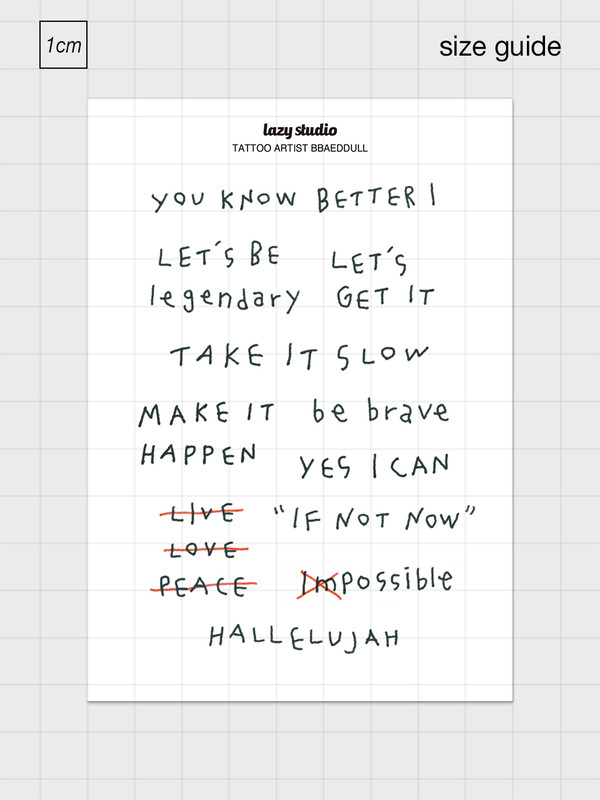 1cm
size guide
lazy studio
TATTOO ARTIST BBAEDDULL
YOU KNOW BETTER I
LET'S BE
legendary
LET'S
GET IT
TAKE IT SLOW
MAKE IT
HAPPEN
be brave
YES I CAN
LIVE
LOVE
PEACE
"IF NOT NOW"
Impossible
HALLELUJAH